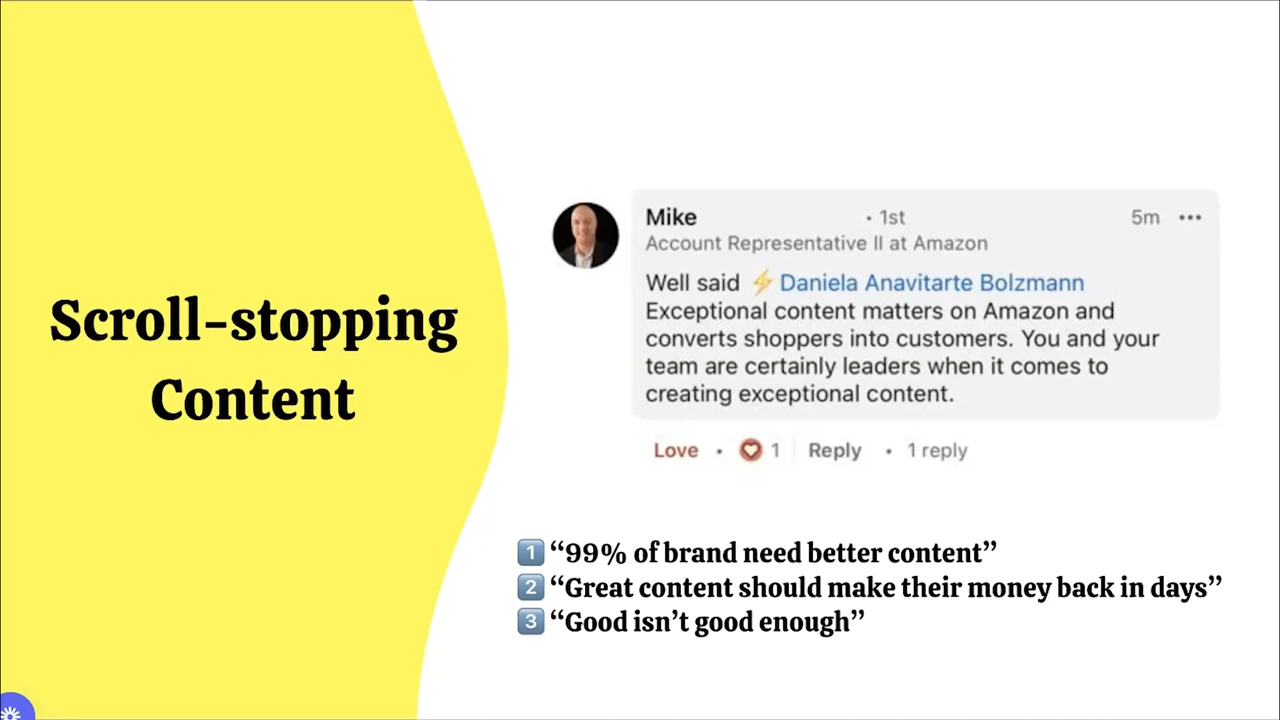 Scroll-stopping
Content
Mike • 1st 5m •••
Account Representative II at Amazon
Well said ⚡ Daniela Anavitarte Bolzmann
Exceptional content matters on Amazon and
converts shoppers into customers. You and your
team are certainly leaders when it comes to
creating exceptional content.
Love • 1 Reply • 1 reply
1 “99% of brand need better content”
2 “Great content should make their money back in days”
3 “Good isn’t good enough”